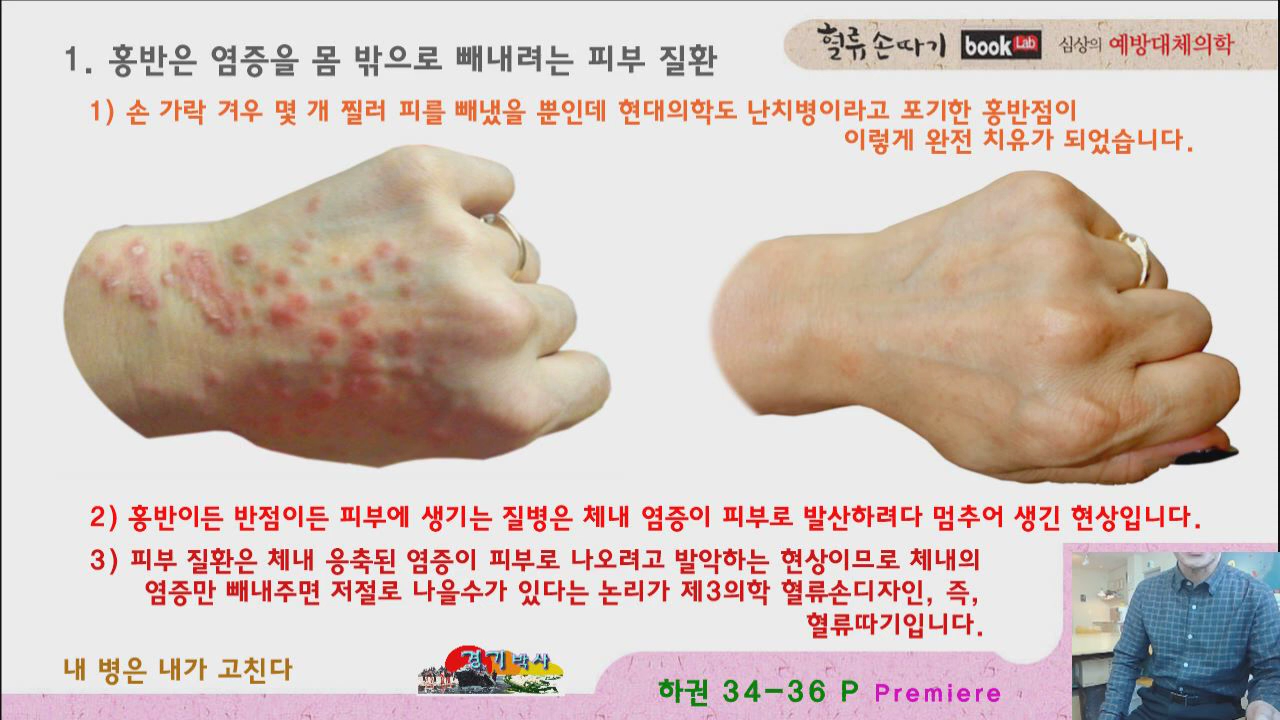 혈류 손따기 book Lab 심상의 예방대체의학
1. 홍반은 염증을 몸 밖으로 빼내려는 피부 질환
1) 손 가락 겨우 몇 개 찔러 피를 빼냈을 뿐인데 현대의학도 난치병이라고 포기한 홍반점이
이렇게 완전 치유가 되었습니다.
2) 홍반이든 반점이든 피부에 생기는 질병은 체내 염증이 피부로 발산하려다 멈추어 생긴 현상입니다.
3) 피부 질환은 체내 응축된 염증이 피부로 나오려고 발악하는 현상이므로 체내의
염증만 빼내주면 저절로 나을수가 있다는 논리가 제3의학 혈류손디자인, 즉,
혈류따기입니다.
내 병은 내가 고친다
경기박사
하권 34-36 P Premiere